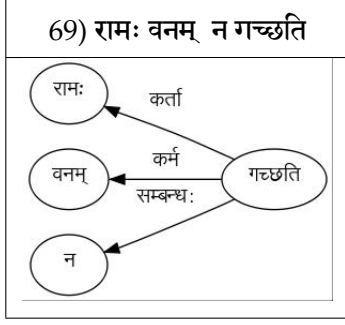 69) रामः वनम् न गच्छति
रामः
कर्ता
वनम्
कर्म
गच्छति
सम्बन्धः
न